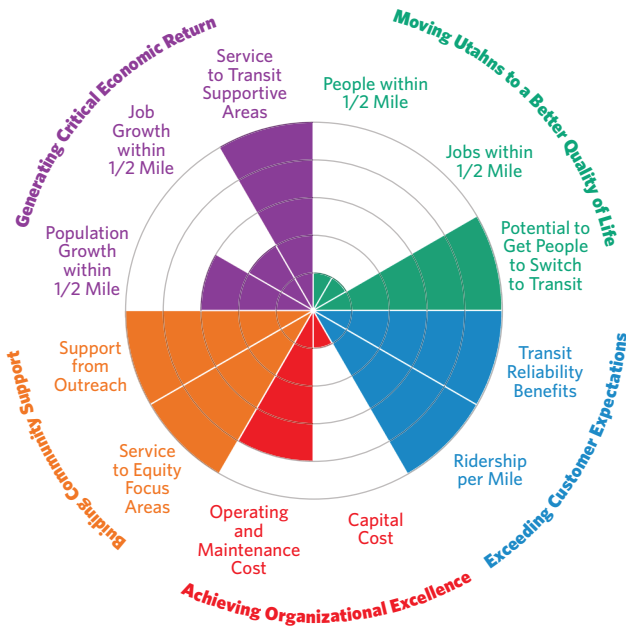 Moving Utahns to a Better Quality of Life
People within
1/2 Mile
Jobs within
1/2 Mile
Potential to
Get People
to Switch
to Transit
Exceeding Customer Expectations
Transit
Reliability
Benefits
Ridership
per Mile
Achieving Organizational Excellence
Capital
Cost
Operating
and
Maintenance
Cost
Buiding Community Support
Service
to Equity
Focus
Areas
Support
from
Outreach
Generating Critical Economic Return
Population
Growth
within
1/2 Mile
Job
Growth
within
1/2 Mile
Service
to Transit
Supportive
Areas